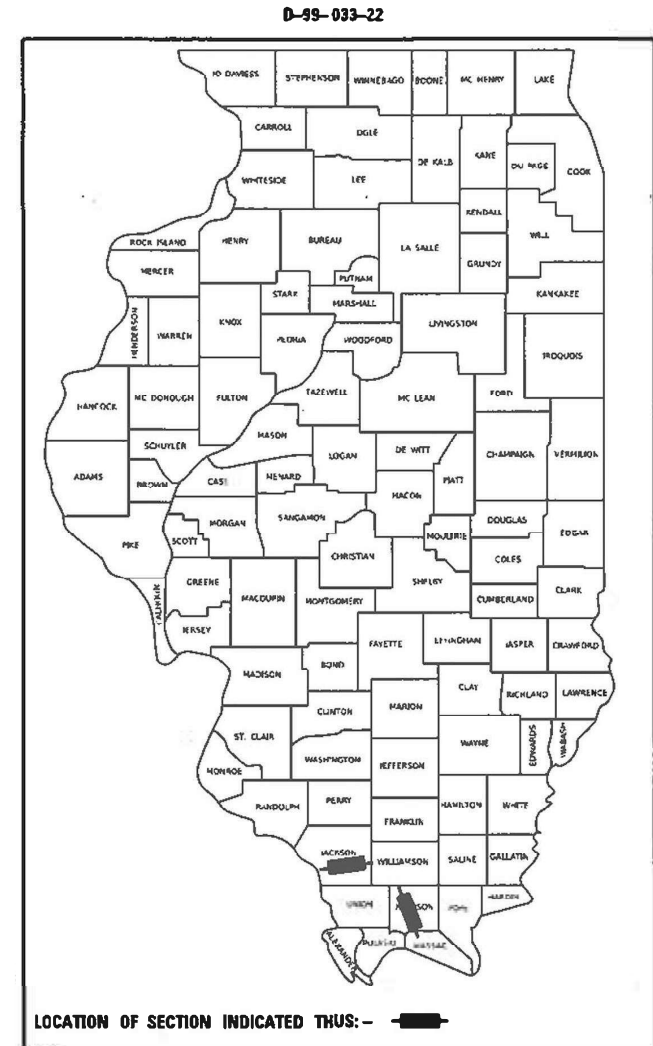 D-99-033-22
JO DAVIESS STEPHENSON WINNEBAGO BOONE MC HENRY LAKE
CARROLL OGLE
DE KALB KANE DU PAGE COOK
WHITESIDE LEE
KENDALL
ROCK ISLAND HENRY BUREAU LA SALLE WILL
GRUNDY
MERCER PUTNAM
STARK KANKAKEE
MARSHALL
HENDERSON WARREN KNOX PEORIA WOODFORD LIVINGSTON
IROQUOIS
HANCOCK MC DONOUGH FULTON TAZEWELL MC LEAN FORD
MASON
SCHUYLER LOGAN DE WITT CHAMPAIGN VERMILION
ADAMS BROWN CASS MENARD PIATT
MACON
MORGAN SANGAMON DOUGLAS
PIKE SCOTT MOULTRIE EDGAR
CHRISTIAN COLES
GREENE SHELBY
CALHOUN MACOUPIN MONTGOMERY CUMBERLAND CLARK
JERSEY
FAYETTE EFFINGHAM JASPER CRAWFORD
MADISON BOND
CLAY RICHLAND LAWRENCE
CLINTON MARION
ST. CLAIR WAYNE EDWARDS WABASH
WASHINGTON JEFFERSON
MONROE
RANDOLPH PERRY HAMILTON WHITE
FRANKLIN
JACKSON WILLIAMSON SALINE GALLATIN
UNION POPE HARDIN
ALEXANDER PULASKI MASSAC
LOCATION OF SECTION INDICATED THUS:-